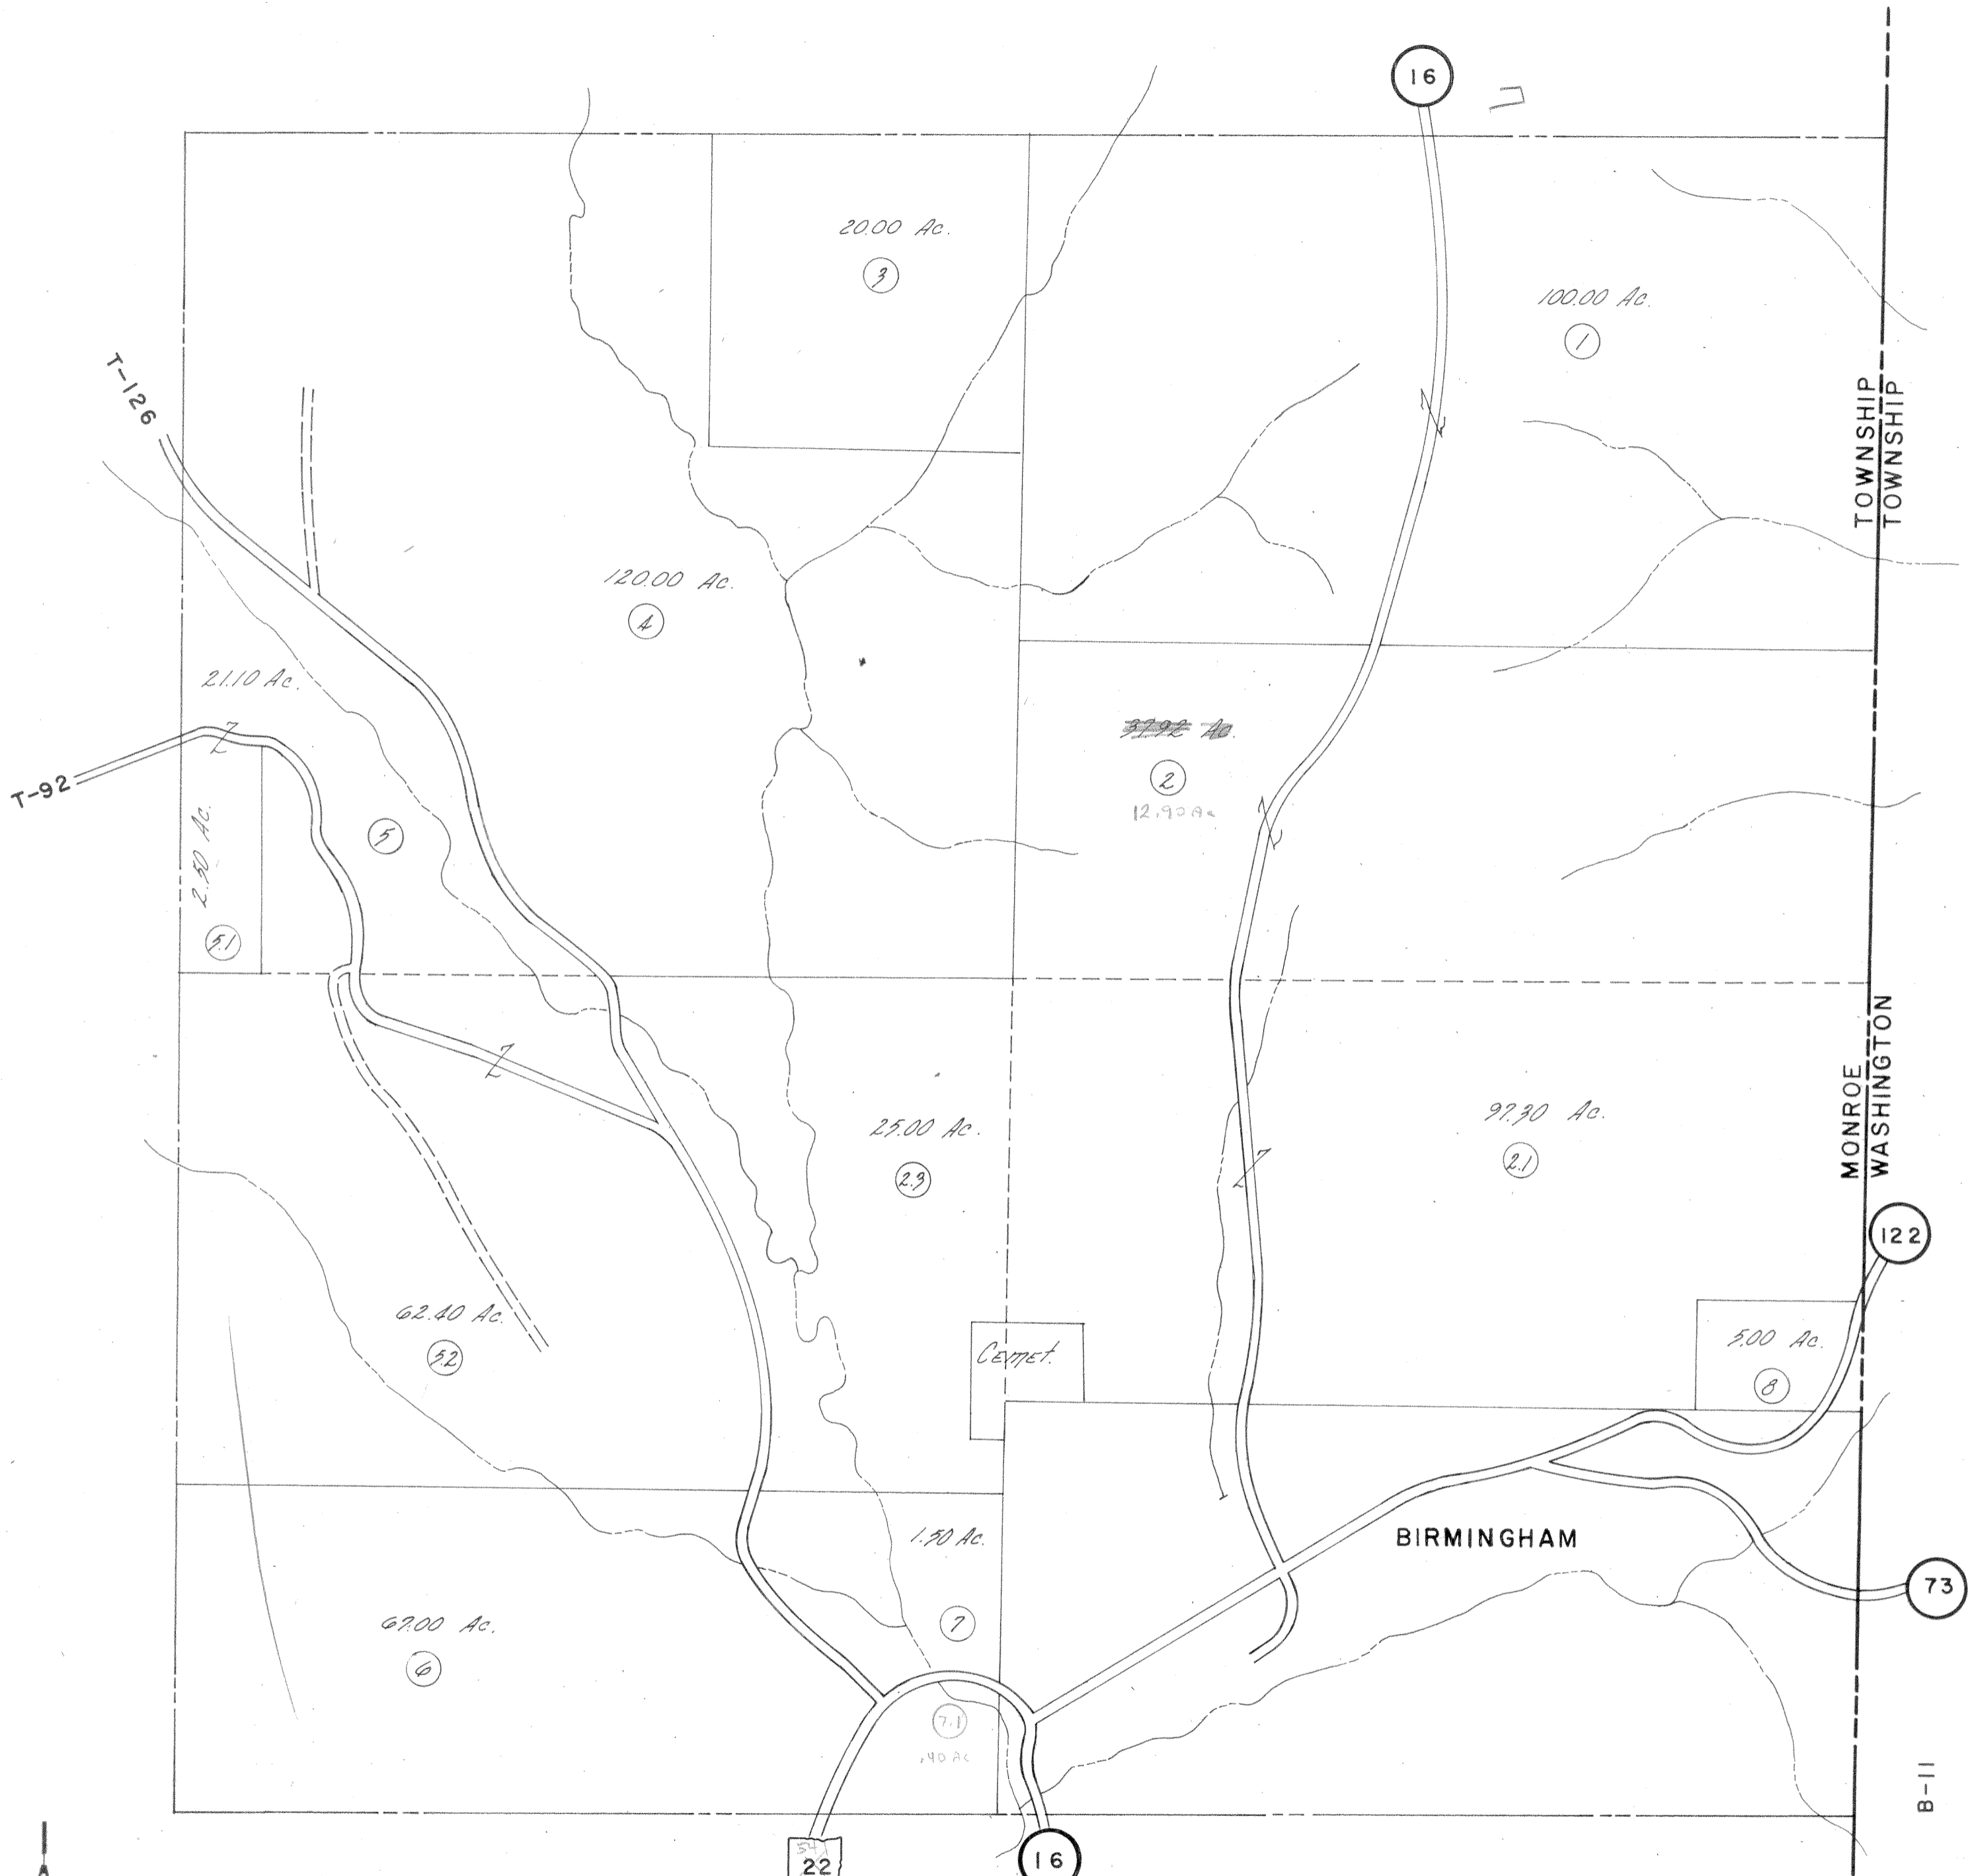 16
20.00 Ac.
3
100.00 Ac.
1
T-126
TOWNSHIP
TOWNSHIP
120.00 Ac.
4
21.10 Ac.
T-92
2
12.90 Ac
5
2.50 Ac.
5.1
MONROE
WASHINGTON
25.00 Ac.
2.3
97.30 Ac.
2.1
122
62.40 Ac.
5.2
Cemet.
5.00 Ac.
8
1.50 Ac.
BIRMINGHAM
7
73
67.00 Ac.
6
7.1
.40 Ac
B-11
22
16